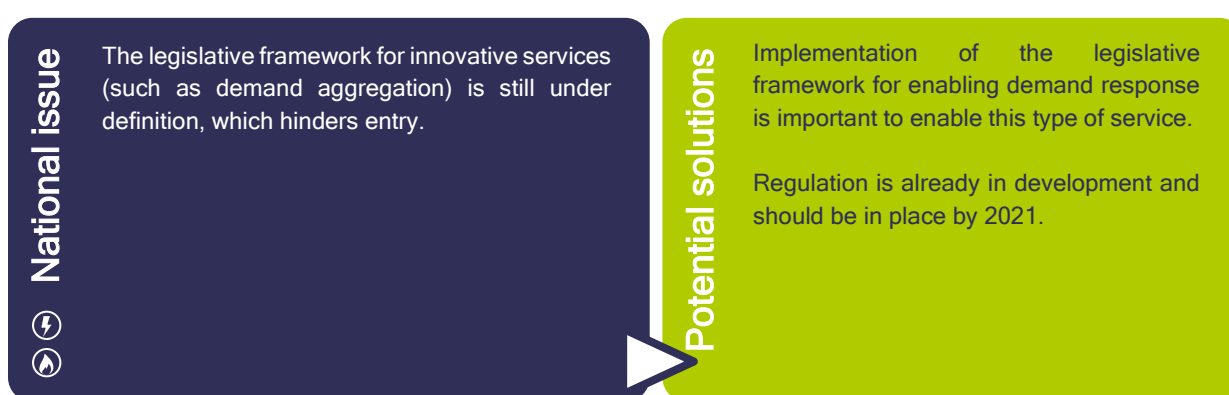 National issue
The legislative framework for innovative services
(such as demand aggregation) is still under
definition, which hinders entry.
Potential solutions
Implementation of the legislative
framework for enabling demand response
is important to enable this type of service.
Regulation is already in development and
should be in place by 2021.